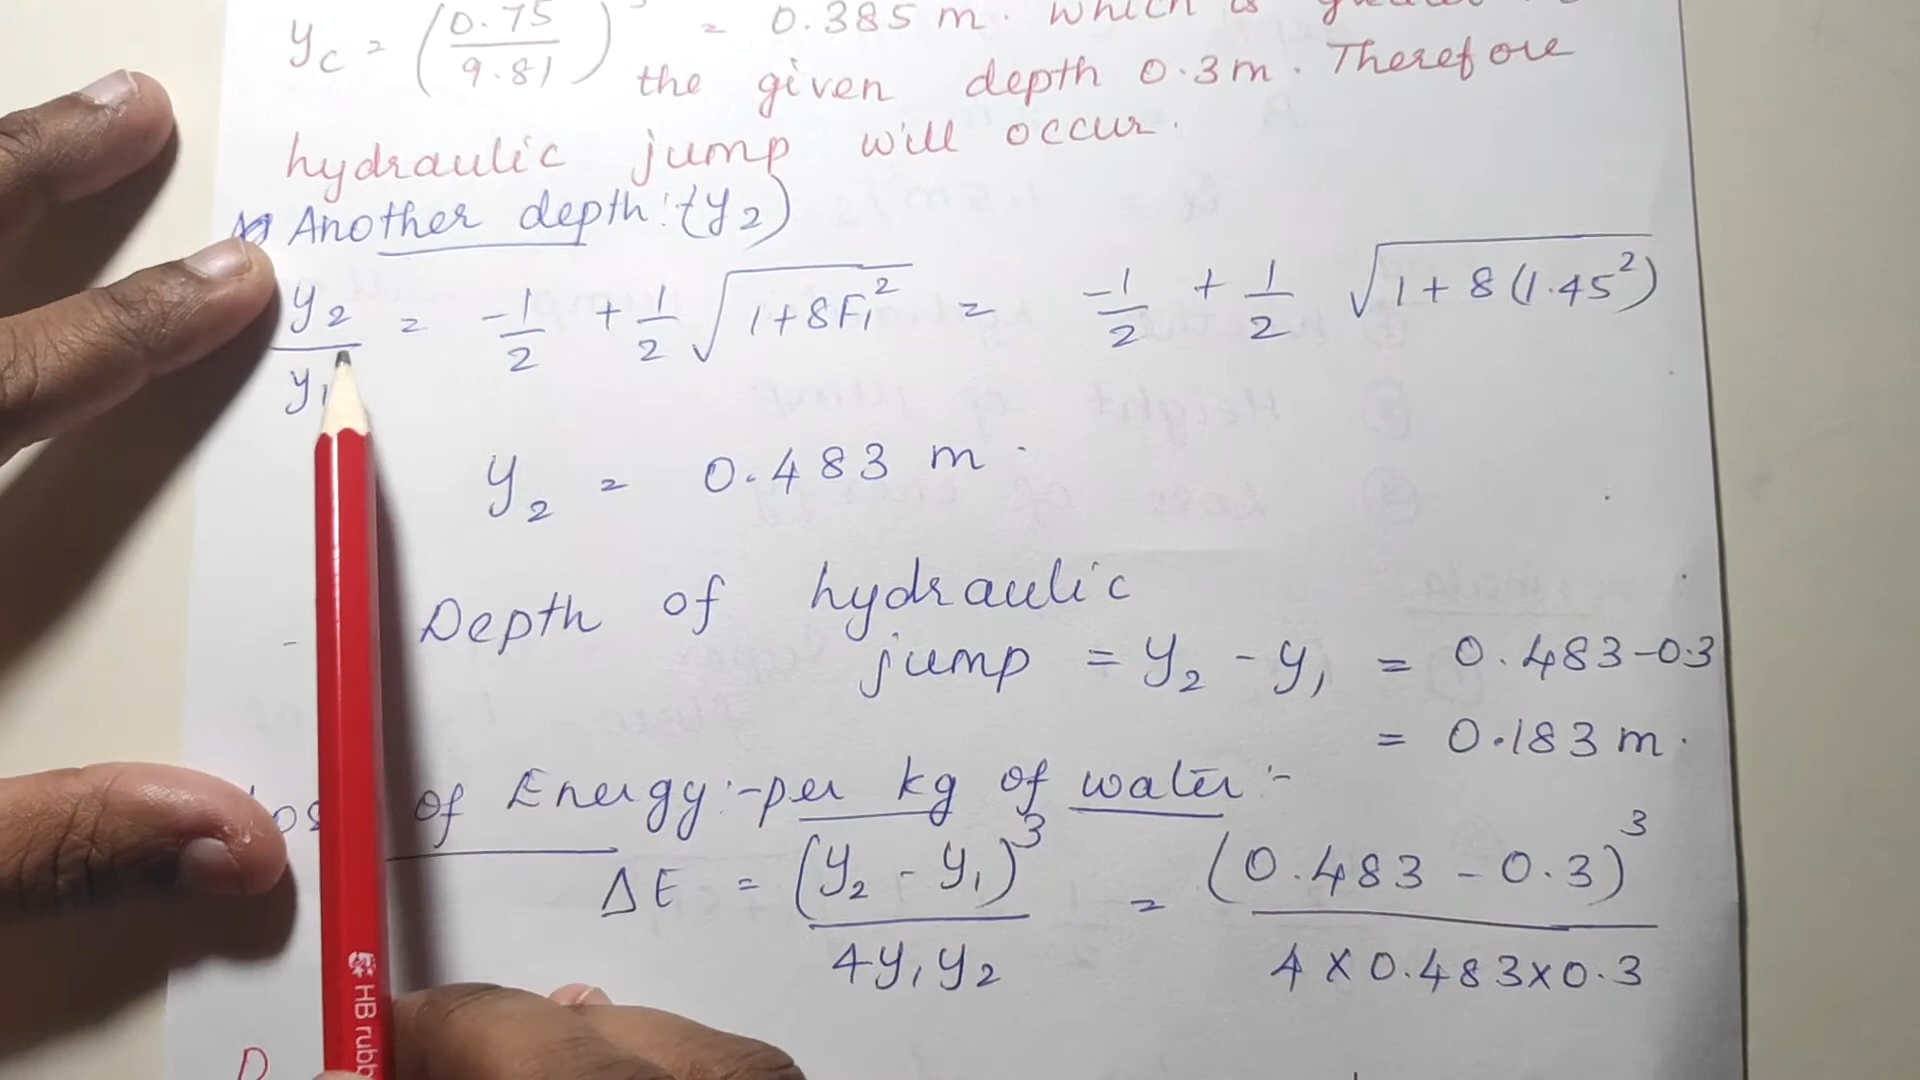 yc = (0.75/9.81) = 0.385 m. which is
the given depth 0.3m. Therefore
hydraulic jump will occur.
Another depth:(y2)
y2/y1 = -1/2 + 1/2 √(1+8F1²) = -1/2 + 1/2 √(1+8(1.45²))
y2 = 0.483 m.
Depth of hydraulic
jump = y2 - y1 = 0.483-0.3
= 0.183 m.
of Energy:-per kg of water:-
ΔE = (y2 - y1)³/4y1y2 = (0.483 - 0.3)³/4×0.483×0.3
HB